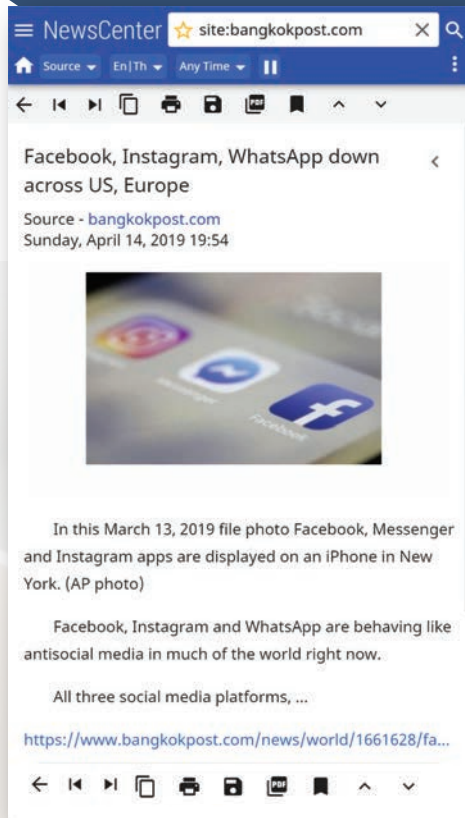 NewsCenter site:bangkokpost.com
Source En|Th Any Time
PDF
Facebook, Instagram, WhatsApp down
across US, Europe
Source - bangkokpost.com
Sunday, April 14, 2019 19:54
Messenger
Facebook
In this March 13, 2019 file photo Facebook, Messenger
and Instagram apps are displayed on an iPhone in New
York. (AP photo)
Facebook, Instagram and WhatsApp are behaving like
antisocial media in much of the world right now.
All three social media platforms, ...
https://www.bangkokpost.com/news/world/1661628/fa...
PDF